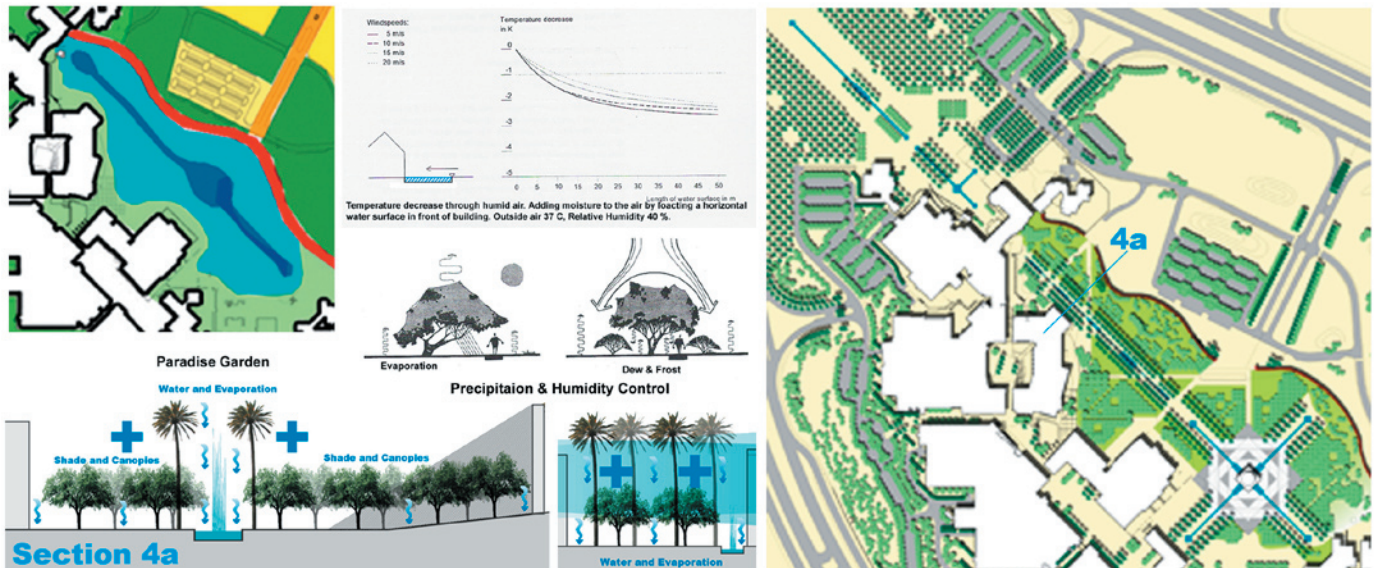 Windspeeds:
5 m/s
10 m/s
15 m/s
20 m/s
Temperature decrease
in K
0
-1
-2
-3
-4
-5
0 5 10 15 20 25 30 35 40 45 50
Length of water surface in m
Temperature decrease through humid air. Adding moisture to the air by loacting a horizontal
water surface in front of building. Outside air 37 C, Relative Humidity 40 %.
Evaporation
Dew & Frost
Precipitaion & Humidity Control
Paradise Garden
Water and Evaporation
Shade and Canoples
Shade and Canoples
Section 4a
Water and Evaporation
4a